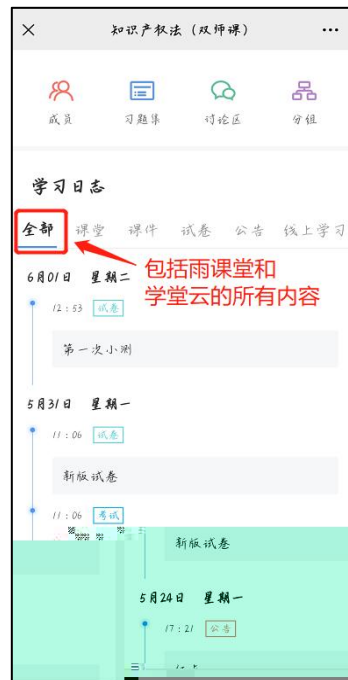 知识产权法（双师课）
成员 习题集 讨论区 分组
学习日志
全部 课堂 课件 试卷 公告 线上学习
包括雨课堂和
学堂云的所有内容
6月01日 星期二
12:53 试卷
第一次小测
5月31日 星期一
11:06 试卷
新版试卷
11:06 考试
新版试卷
5月24日 星期一
17:21 公告